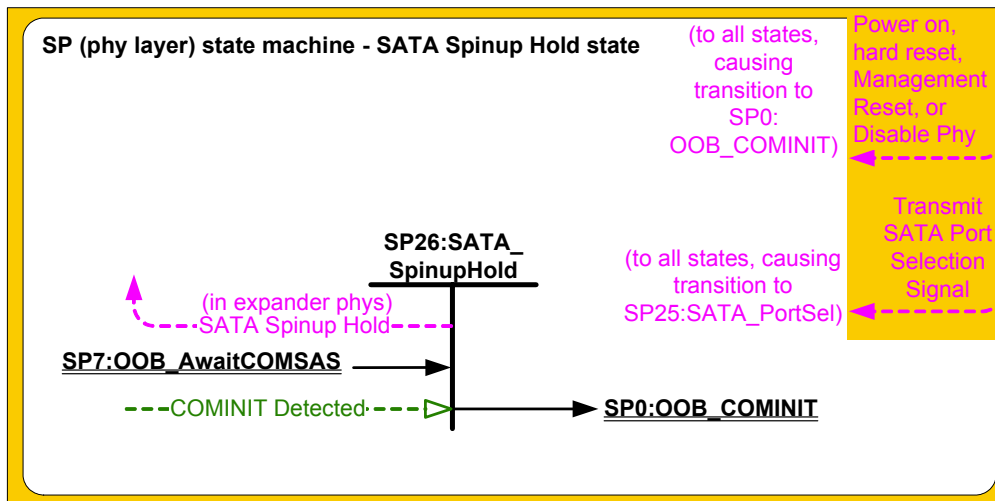 SP (phy layer) state machine - SATA Spinup Hold state
(to all states,
causing
transition to
SP0:
OOB_COMINIT)
Power on,
hard reset,
Management
Reset, or
Disable Phy
Transmit
SATA Port
Selection
Signal
(to all states, causing
transition to
SP25:SATA_PortSel)
SP26:SATA_
SpinupHold
(in expander phys)
SATA Spinup Hold
SP7:OOB_AwaitCOMSAS
COMINIT Detected
SP0:OOB_COMINIT